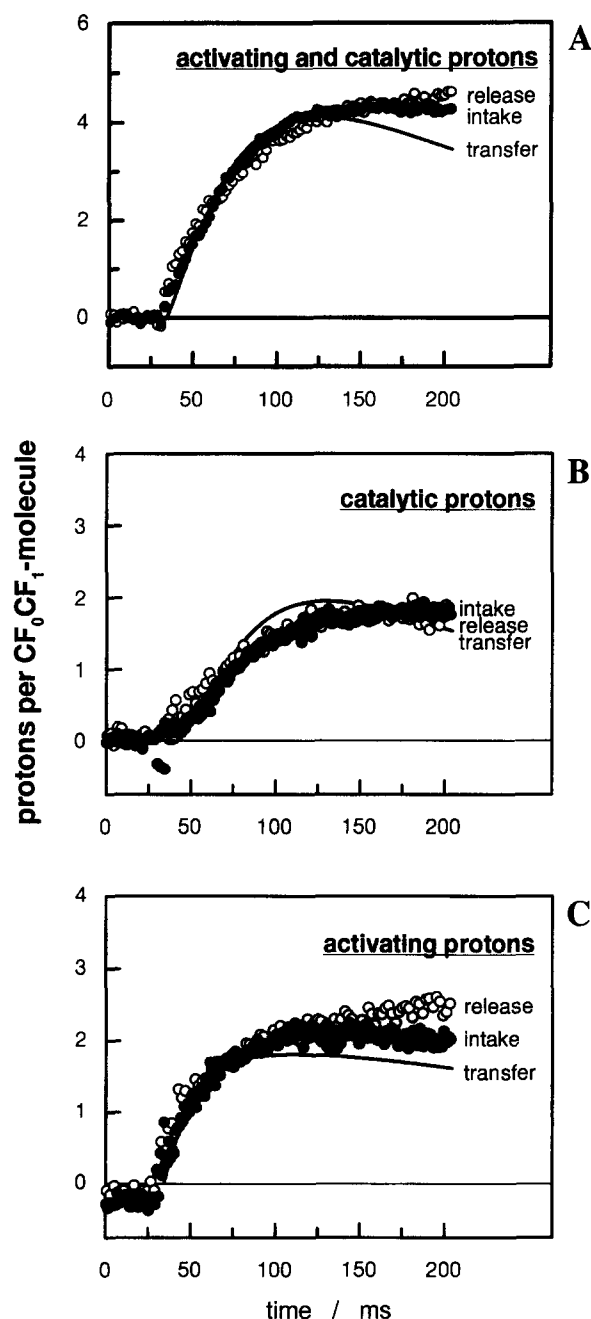 protons per CF₀CF₁-molecule
A
activating and catalytic protons
6
4
2
0
release
intake
transfer
0 50 100 150 200
B
catalytic protons
4
3
2
1
0
intake
release
transfer
0 50 100 150 200
C
activating protons
4
3
2
1
0
release
intake
transfer
0 50 100 150 200
time / ms